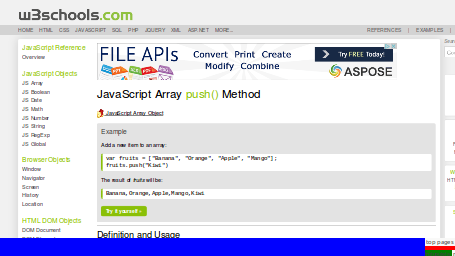 w3schools.com
HOME HTML CSS JAVASCRIPT SQL PHP JQUERY XML ASP.NET MORE... REFERENCES | EXAMPLES |
JavaScript Reference
Overview
JavaScript Objects
JS Array
JS Boolean
JS Date
JS Math
JS Number
JS String
JS RegExp
JS Global
Browser Objects
Window
Navigator
Screen
History
Location
HTML DOM Objects
DOM Document
FILE APIs
Convert Print Create
Modify Combine
Try Free Today!
ASPOSE
JavaScript Array push() Method
JavaScript Array Object
Example
Add a new item to an array:
var fruits = ["Banana", "Orange", "Apple", "Mango"];
fruits.push("Kiwi")
The result of fruits will be:
Banana,Orange,Apple,Mango,Kiwi
Try it yourself »
Definition and Usage
top pages